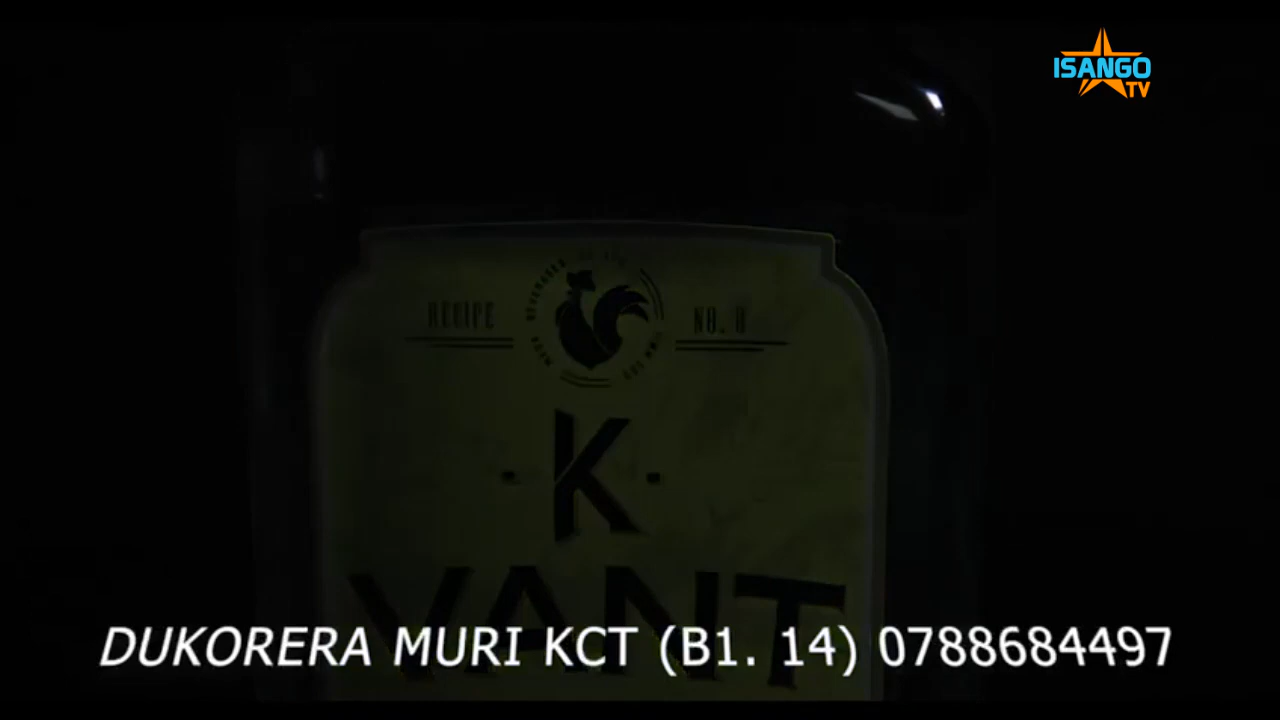 ISANGO
TV
RECIPE NO. 8
K
VANT
DUKORERA MURI KCT (B1. 14) 0788684497